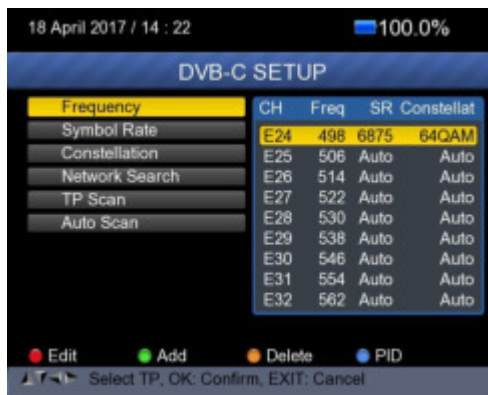 18 April 2017 / 14 : 22 100.0%
DVB-C SETUP
Frequency
Symbol Rate
Constellation
Network Search
TP Scan
Auto Scan
CH Freq SR Constellat
E24 498 6875 64QAM
E25 506 Auto Auto
E26 514 Auto Auto
E27 522 Auto Auto
E28 530 Auto Auto
E29 538 Auto Auto
E30 546 Auto Auto
E31 554 Auto Auto
E32 562 Auto Auto
Edit Add Delete PID
Select TP, OK: Confirm, EXIT: Cancel